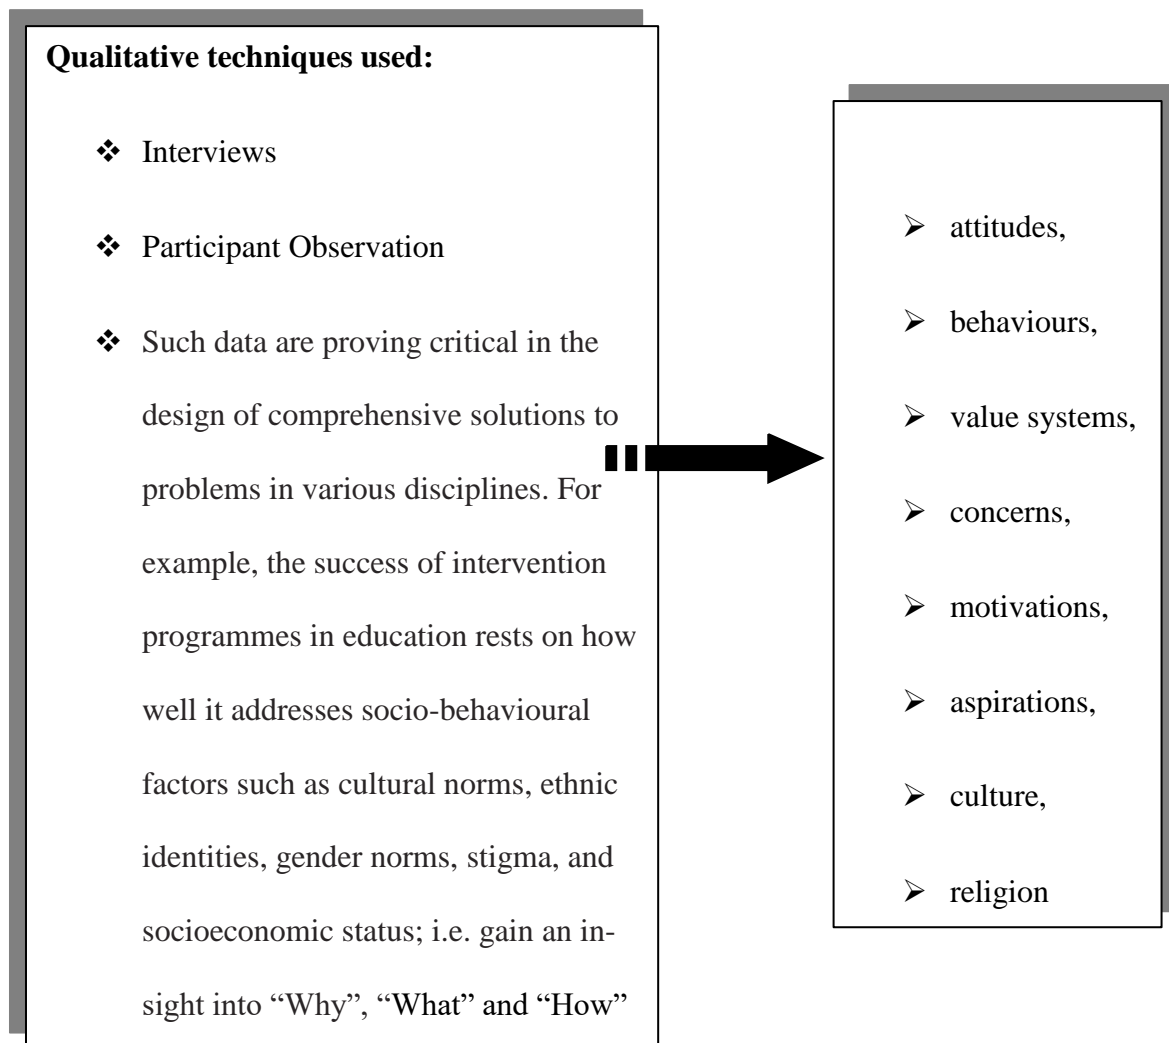 Qualitative techniques used:
❖ Interviews
❖ Participant Observation
❖ Such data are proving critical in the
design of comprehensive solutions to
problems in various disciplines. For
example, the success of intervention
programmes in education rests on how
well it addresses socio-behavioural
factors such as cultural norms, ethnic
identities, gender norms, stigma, and
socioeconomic status; i.e. gain an in-
sight into “Why”, “What” and “How”
➢ attitudes,
➢ behaviours,
➢ value systems,
➢ concerns,
➢ motivations,
➢ aspirations,
➢ culture,
➢ religion